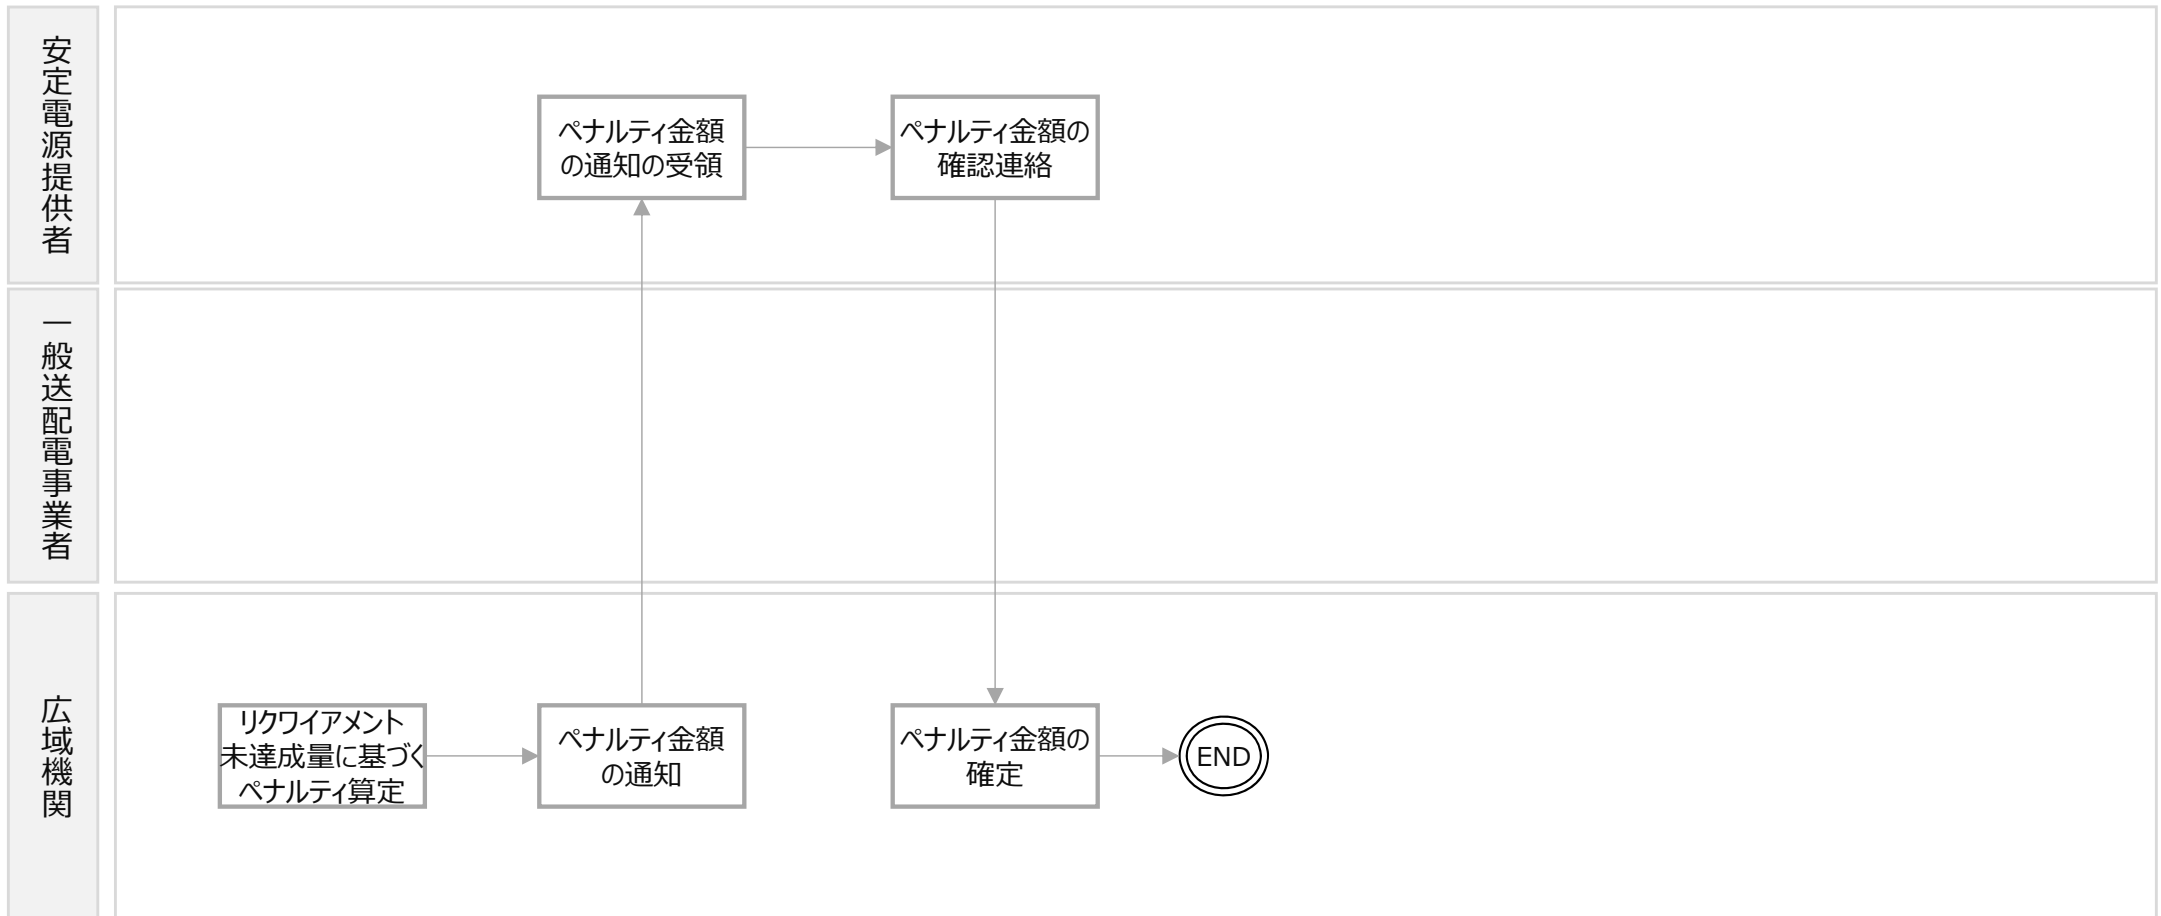 安定電源提供者
ペナルティ金額
の通知の受領
ペナルティ金額の
確認連絡
一般送配電事業者
広域機関
リクワイアメント
未達成量に基づく
ペナルティ算定
ペナルティ金額
の通知
ペナルティ金額の
確定
END